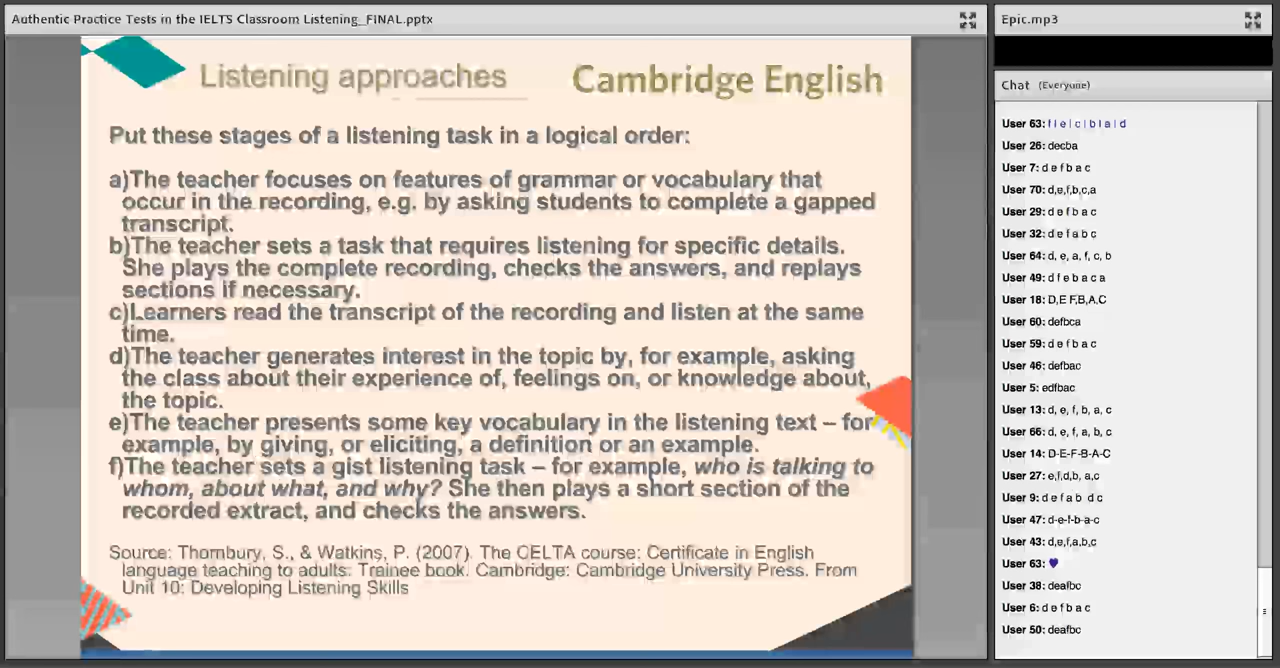 Authentic Practice Tests in the IELTS Classroom Listening_FINAL.pptx
Listening approaches
Cambridge English
Put these stages of a listening task in a logical order:
a)The teacher focuses on features of grammar or vocabulary that
occur in the recording, e.g. by asking students to complete a gapped
transcript.
b)The teacher sets a task that requires listening for specific details.
She plays the complete recording, checks the answers, and replays
sections if necessary.
c)Learners read the transcript of the recording and listen at the same
time.
d)The teacher generates interest in the topic by, for example, asking
the class about their experience of, feelings on, or knowledge about,
the topic.
e)The teacher presents some key vocabulary in the listening text – for
example, by giving, or eliciting, a definition or an example.
f)The teacher sets a gist listening task – for example, who is talking to
whom, about what, and why? She then plays a short section of the
recorded extract, and checks the answers.
Source: Thornbury, S., & Watkins, P. (2007). The CELTA course: Certificate in English
language teaching to adults: Trainee book. Cambridge: Cambridge University Press. From
Unit 10: Developing Listening Skills
Epic.mp3
Chat (Everyone)
User 63: f l e l c l b l a l d
User 26: decba
User 7: d e f b a c
User 70: d,e,f,b,c,a
User 29: d e f b a c
User 32: d e f a b c
User 64: d, e, a, f, c, b
User 49: d f e b a c a
User 18: D,E F,B,A,C
User 60: defbca
User 59: d e f b a c
User 46: defbac
User 5: edfbac
User 13: d, e, f, b, a, c
User 66: d, e, f, a, b, c
User 14: D-E-F-B-A-C
User 27: e,f,d,b, a,c
User 9: d e f a b d c
User 47: d-e-f-b-a-c
User 43: d,e,f,a,b,c
User 63: ♥
User 38: deafbc
User 6: d e f b a c
User 50: deafbc